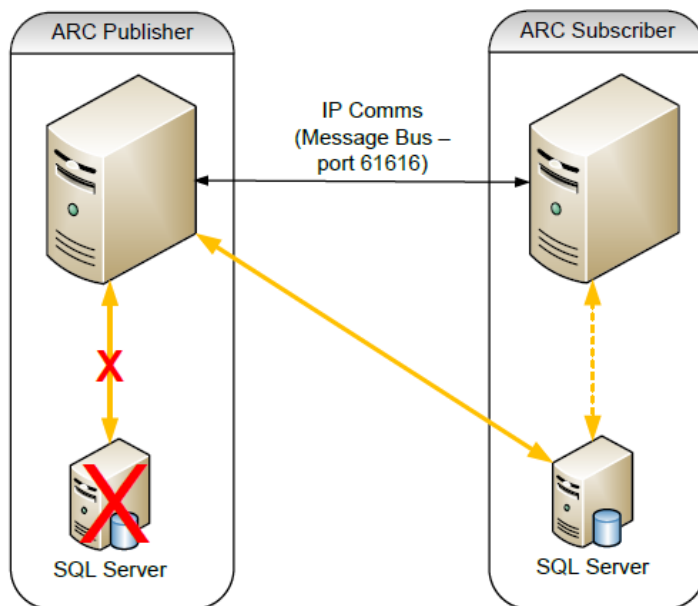 ARC Publisher
ARC Subscriber
IP Comms
(Message Bus –
port 61616)
X
X
SQL Server
SQL Server